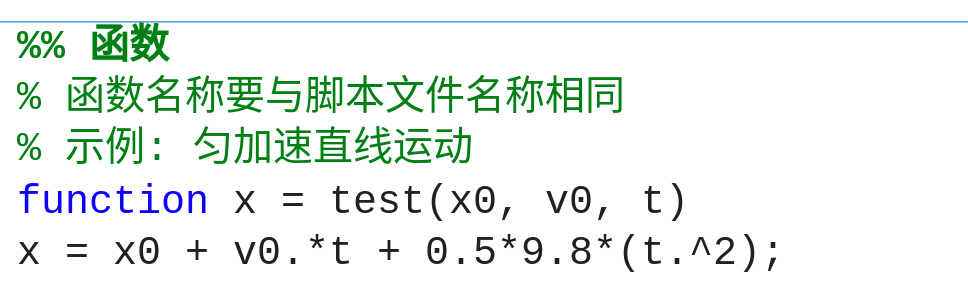 %% 函数
% 函数名称要与脚本文件名称相同
% 示例: 匀加速直线运动
function x = test(x0, v0, t)
x = x0 + v0.*t + 0.5*9.8*(t.^2);